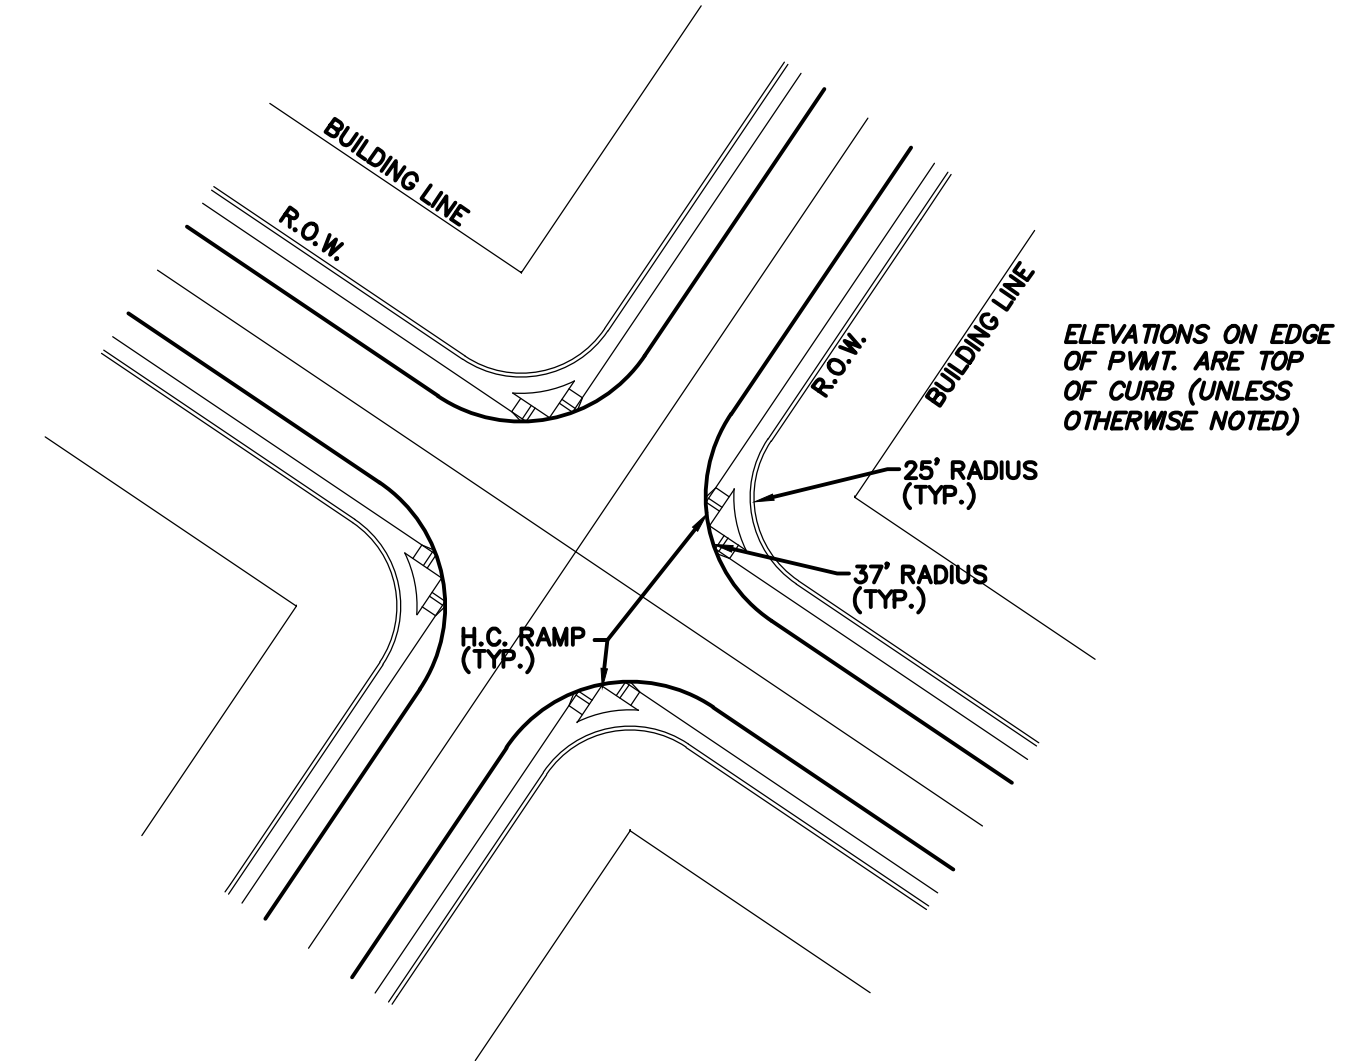 BUILDING LINE
R.O.W.
R.O.W.
BUILDING LINE
ELEVATIONS ON EDGE
OF PVMT. ARE TOP
OF CURB (UNLESS
OTHERWISE NOTED)
25' RADIUS
(TYP.)
37' RADIUS
(TYP.)
H.C. RAMP
(TYP.)